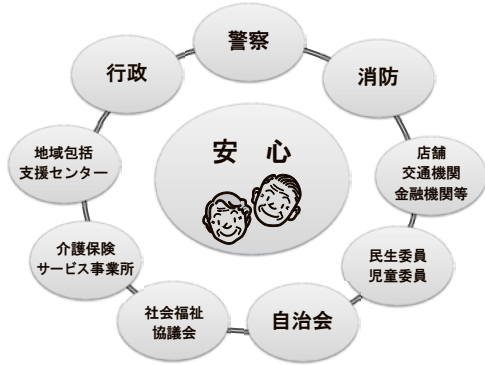 警察
消防
店舗
交通機関
金融機関等
民生委員
児童委員
自治会
社会福祉
協議会
介護保険
サービス事業所
地域包括
支援センター
行政
安 心